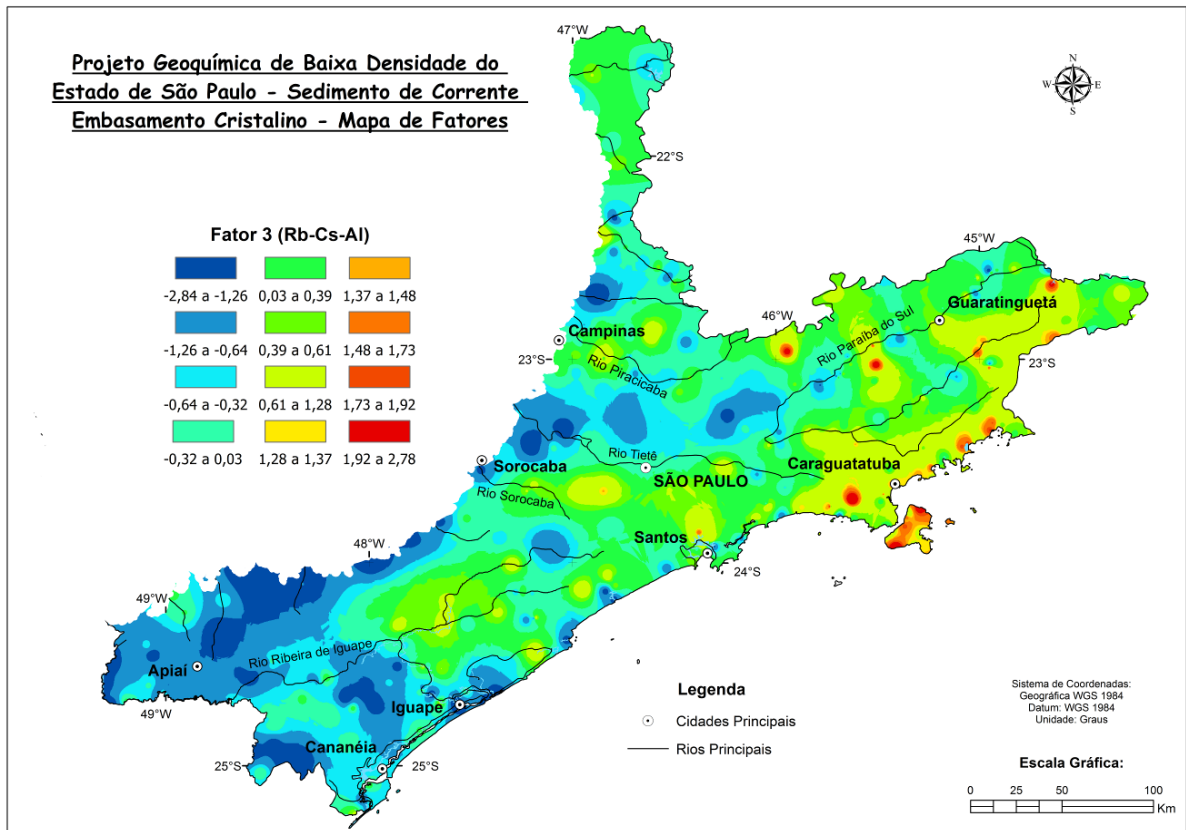 Projeto Geoquímica de Baixa Densidade do
Estado de São Paulo - Sedimento de Corrente
Embasamento Cristalino - Mapa de Fatores
47°W
N
W E
S
22°S
Fator 3 (Rb-Cs-Al)
-2,84 a -1,26 0,03 a 0,39 1,37 a 1,48
-1,26 a -0,64 0,39 a 0,61 1,48 a 1,73
-0,64 a -0,32 0,61 a 1,28 1,73 a 1,92
-0,32 a 0,03 1,28 a 1,37 1,92 a 2,78
45°W
Guaratinguetá
46°W
Campinas
Rio Paraíba do Sul
23°S
23°S
Rio Piracicaba
Rio Tietê
Sorocaba
Caraguatatuba
SÃO PAULO
Rio Sorocaba
Santos
48°W
24°S
49°W
Rio Ribeira de Iguape
Apiaí
49°W
Iguape
Cananéia
25°S
25°S
Legenda
Cidades Principais
Rios Principais
Sistema de Coordenadas:
Geográfica WGS 1984
Datum: WGS 1984
Unidade: Graus
Escala Gráfica:
0 25 50 100
Km